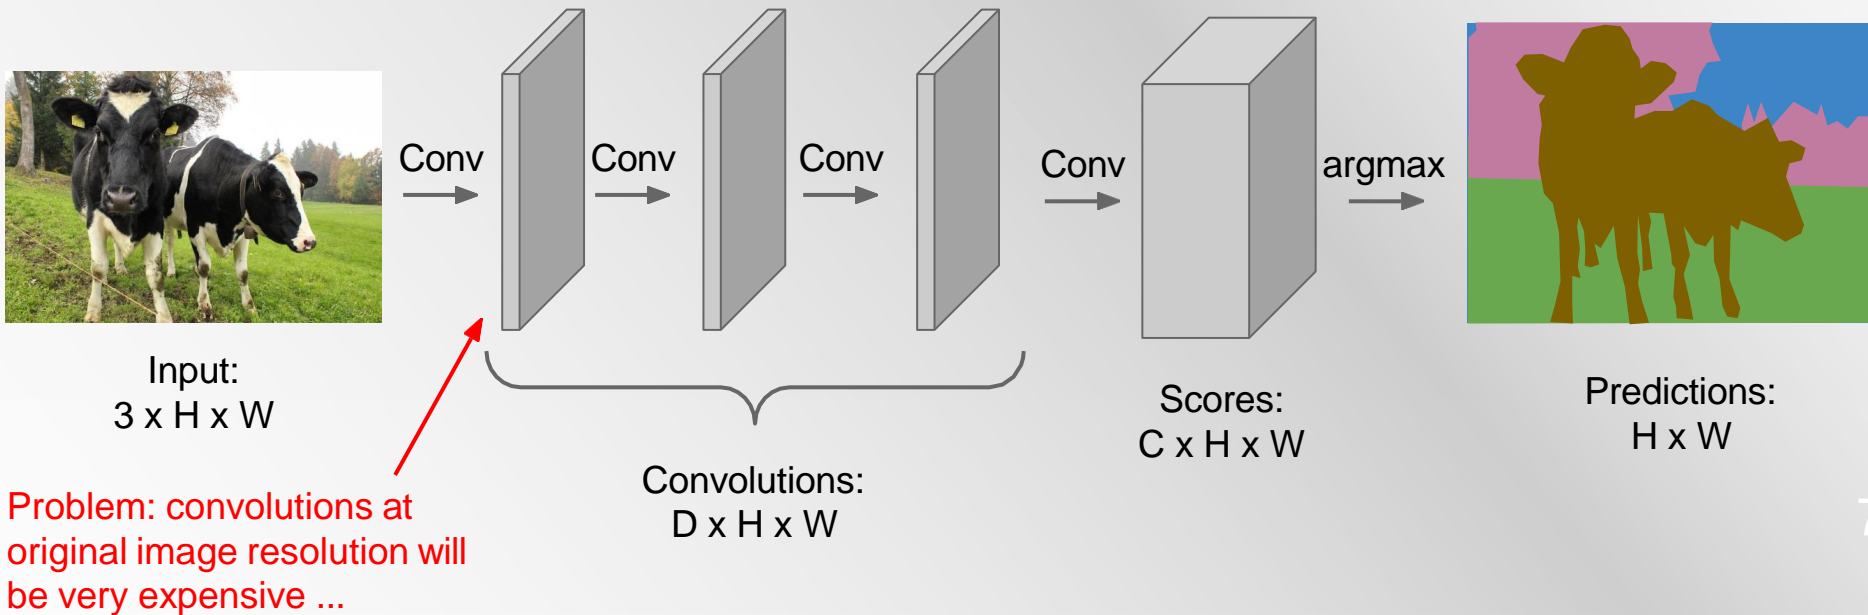 Conv
Conv
Conv
Conv
argmax
Input:
3 x H x W
Convolutions:
D x H x W
Scores:
C x H x W
Predictions:
H x W
Problem: convolutions at
original image resolution will
be very expensive ...